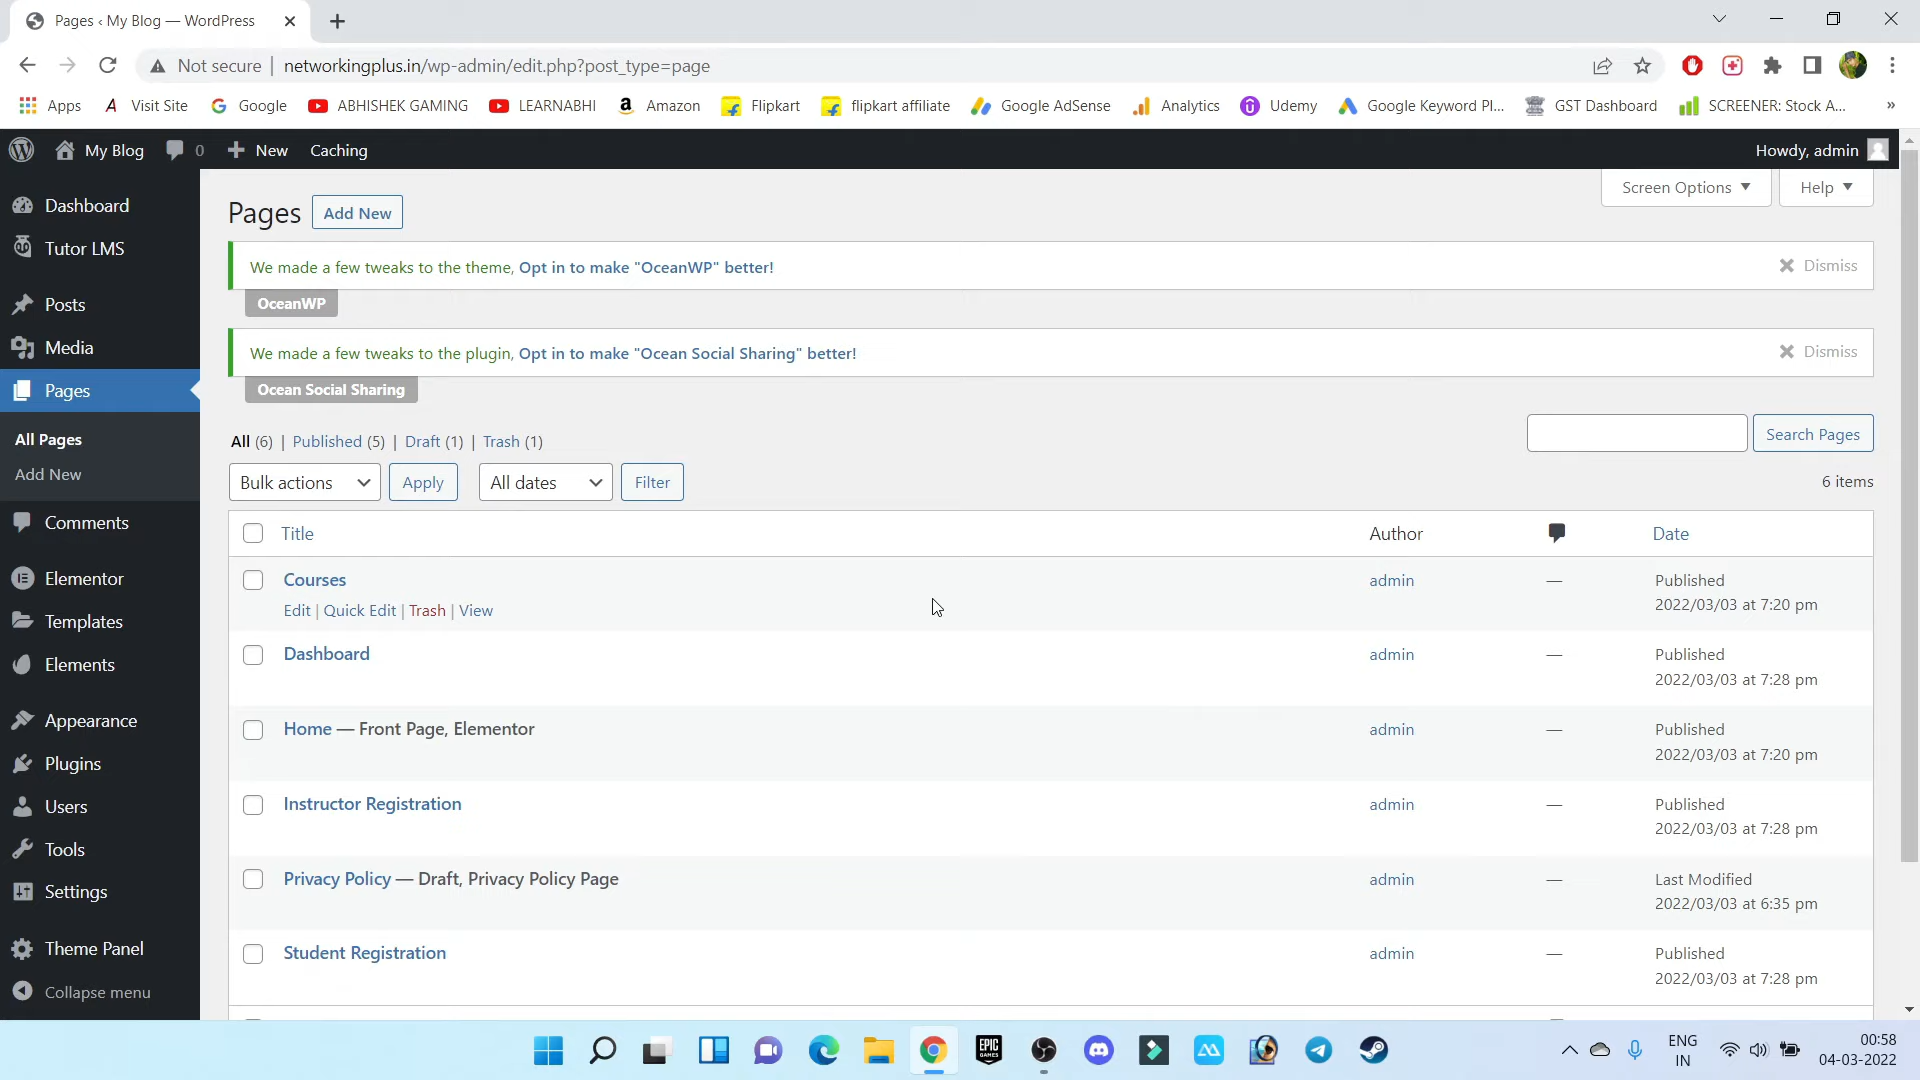 Pages ‹ My Blog — WordPress
Not secure | networkingplus.in/wp-admin/edit.php?post_type=page
Apps Visit Site Google ABHISHEK GAMING LEARNABHI Amazon Flipkart flipkart affiliate Google AdSense Analytics Udemy Google Keyword Pl... GST Dashboard SCREENER: Stock A... »
My Blog 0 New Caching Howdy, admin
Screen Options Help
Dashboard
Tutor LMS
Posts
Media
Pages
All Pages
Add New
Comments
Elementor
Templates
Elements
Appearance
Plugins
Users
Tools
Settings
Theme Panel
Collapse menu
Pages Add New
We made a few tweaks to the theme, Opt in to make "OceanWP" better! Dismiss
OceanWP
We made a few tweaks to the plugin, Opt in to make "Ocean Social Sharing" better! Dismiss
Ocean Social Sharing
All (6) | Published (5) | Draft (1) | Trash (1)
Search Pages
Bulk actions Apply All dates Filter 6 items
Title Author Date
Courses admin — Published
2022/03/03 at 7:20 pm
Edit | Quick Edit | Trash | View
Dashboard admin — Published
2022/03/03 at 7:28 pm
Home — Front Page, Elementor admin — Published
2022/03/03 at 7:20 pm
Instructor Registration admin — Published
2022/03/03 at 7:28 pm
Privacy Policy — Draft, Privacy Policy Page admin — Last Modified
2022/03/03 at 6:35 pm
Student Registration admin — Published
2022/03/03 at 7:28 pm
EPIC GAMES
ENG
IN
00:58
04-03-2022